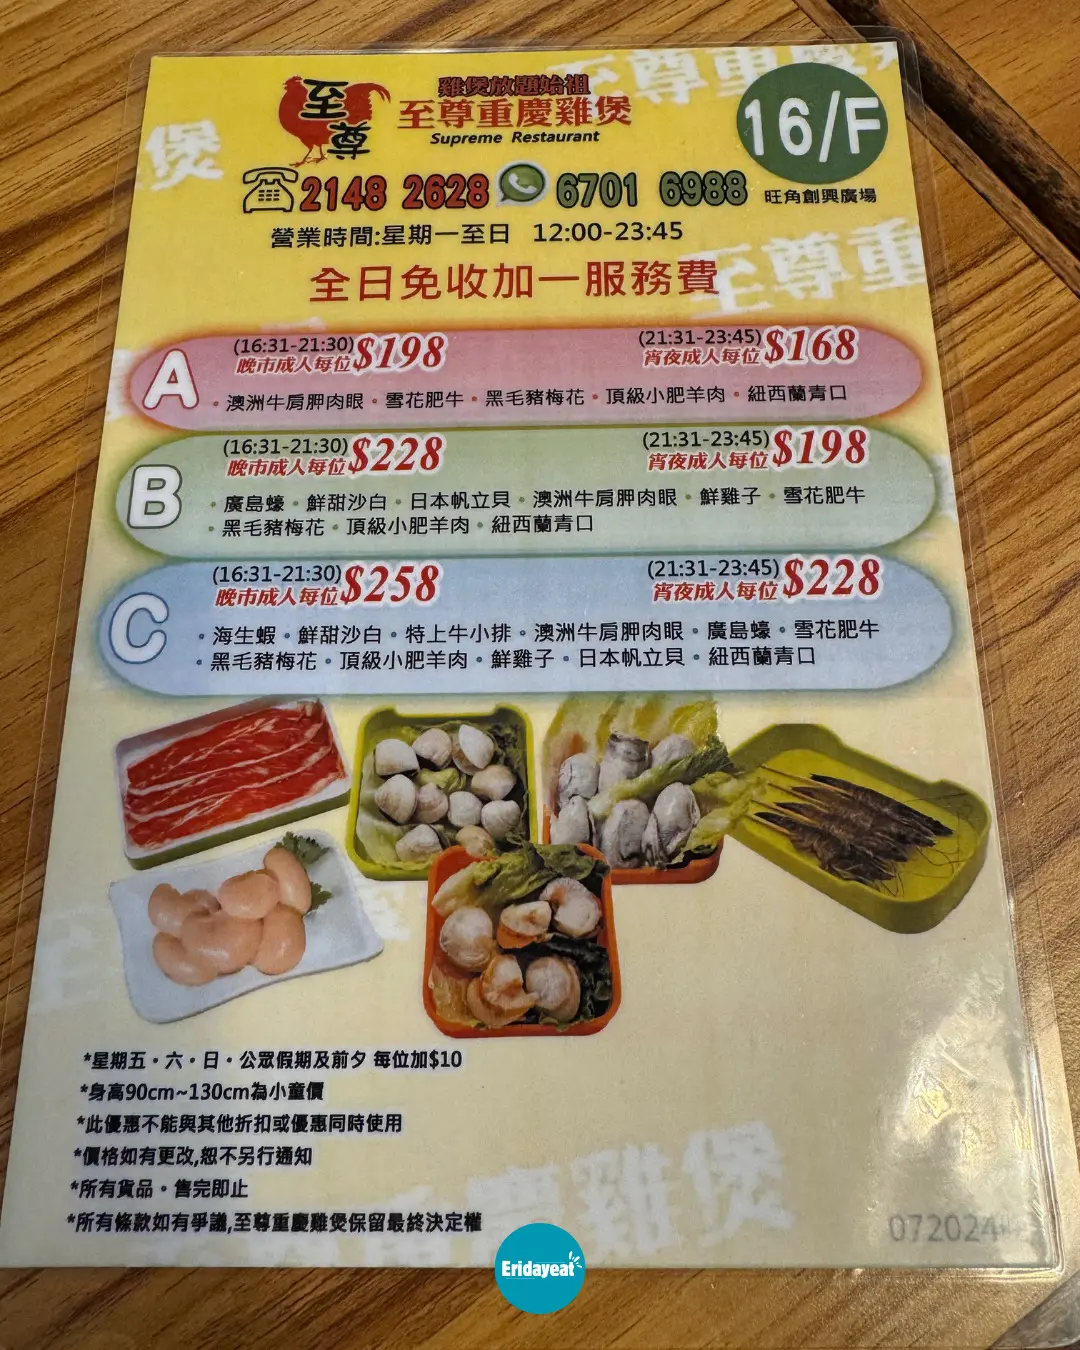 至尊
雞煲放題始祖
至尊重慶雞煲
Supreme Restaurant
16/F
旺角創興廣場
2148 2628 6701 6988
營業時間:星期一至日 12:00-23:45
全日免收加一服務費
A
(16:31-21:30)
晚市成人每位$198
(21:31-23:45)
宵夜成人每位$168
・澳洲牛肩胛肉眼・雪花肥牛・黑毛豬梅花・頂級小肥羊肉・紐西蘭青口
B
(16:31-21:30)
晚市成人每位$228
(21:31-23:45)
宵夜成人每位$198
・廣島蠔・鮮甜沙白・日本帆立貝・澳洲牛肩胛肉眼・鮮雞子・雪花肥牛
・黑毛豬梅花・頂級小肥羊肉・紐西蘭青口
C
(16:31-21:30)
晚市成人每位$258
(21:31-23:45)
宵夜成人每位$228
・海生蝦・鮮甜沙白・特上牛小排・澳洲牛肩胛肉眼・廣島蠔・雪花肥牛
・黑毛豬梅花・頂級小肥羊肉・鮮雞子・日本帆立貝・紐西蘭青口
*星期五・六・日・公眾假期及前夕 每位加$10
*身高90cm~130cm為小童價
*此優惠不能與其他折扣或優惠同時使用
*價格如有更改,恕不另行通知
*所有貨品・售完即止
*所有條款如有爭議,至尊重慶雞煲保留最終決定權
072024
Eridayeat